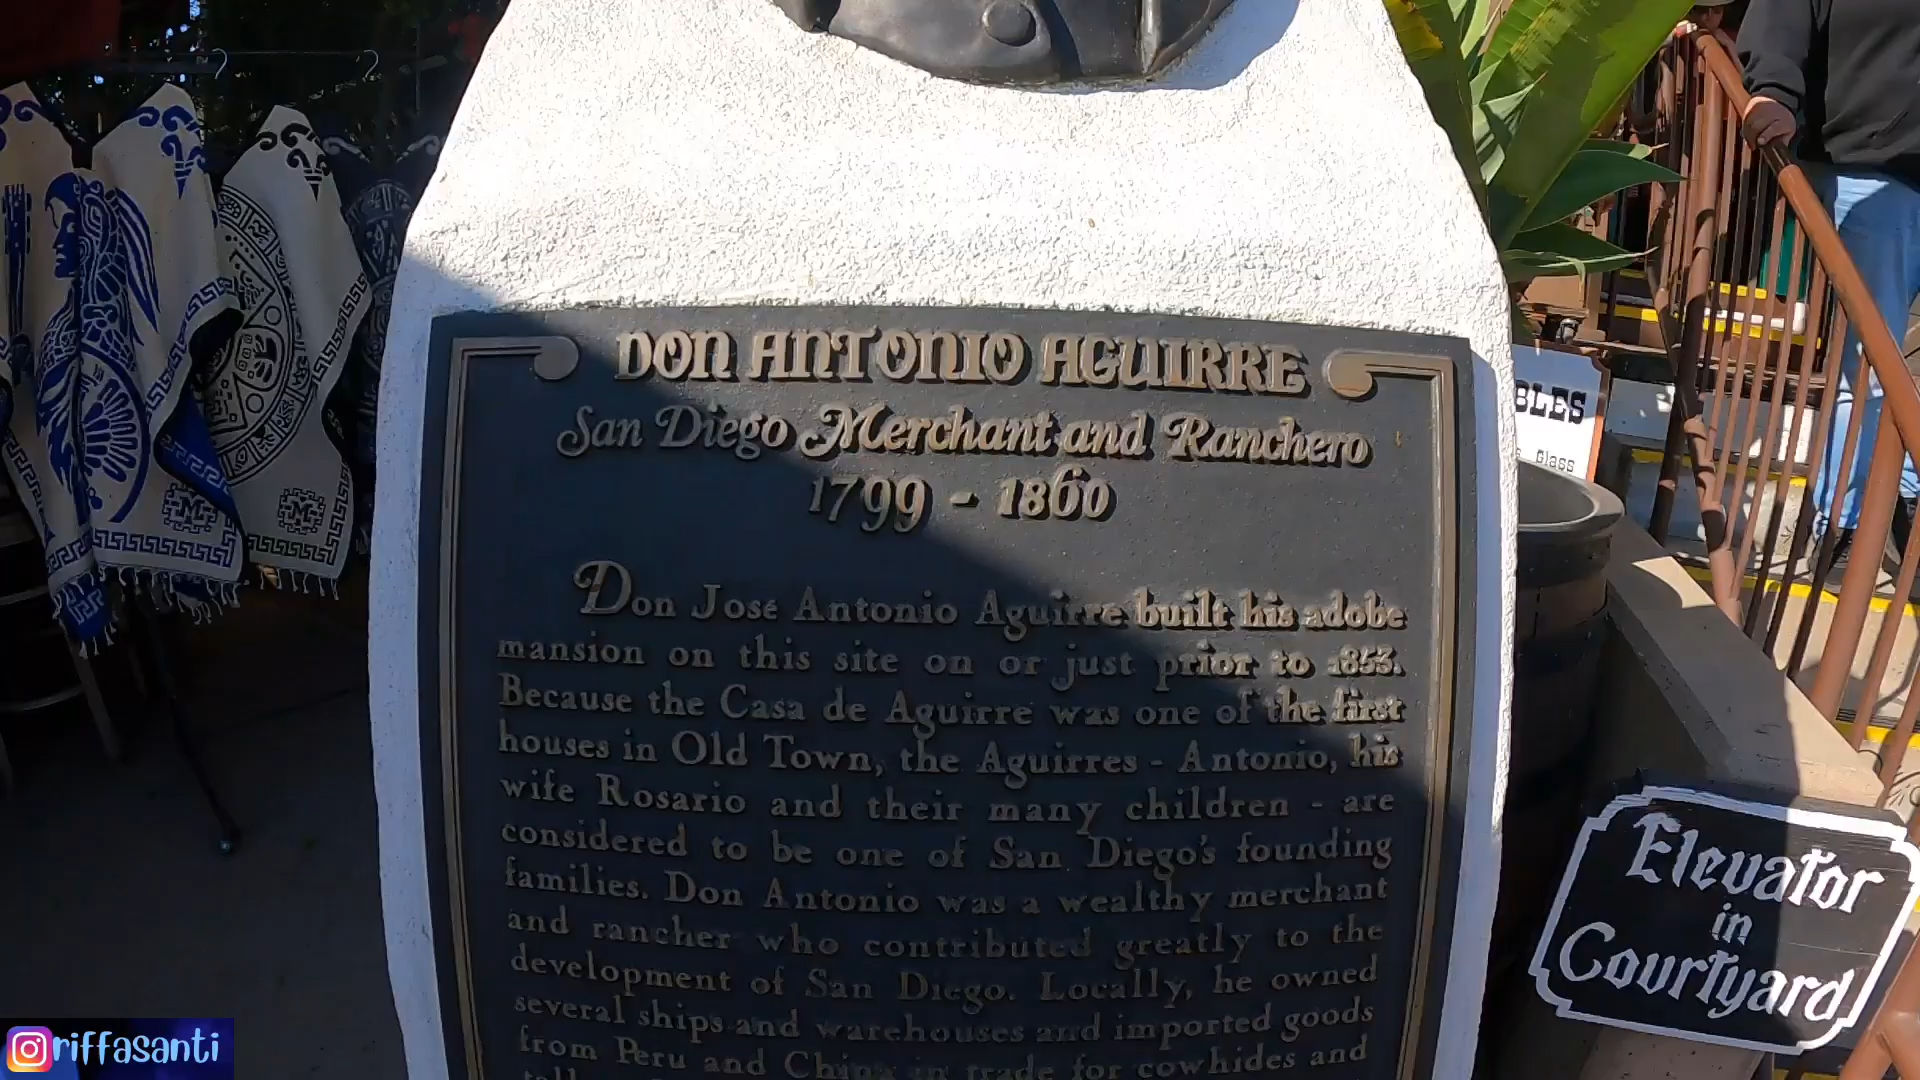 DON ANTONIO AGUIRRE
San Diego Merchant and Ranchero
1799 - 1860
Don José Antonio Aguirre built his adobe
mansion on this site on or just prior to 1853.
Because the Casa de Aguirre was one of the first
houses in Old Town, the Aguirres - Antonio, his
wife Rosario and their many children - are
considered to be one of San Diego's founding
families. Don Antonio was a wealthy merchant
and rancher who contributed greatly to the
development of San Diego. Locally, he owned
several ships and warehouses and imported goods
from Peru and China in trade for cowhides and
BLES
Glass
Elevator
in
Courtyard
riffasanti